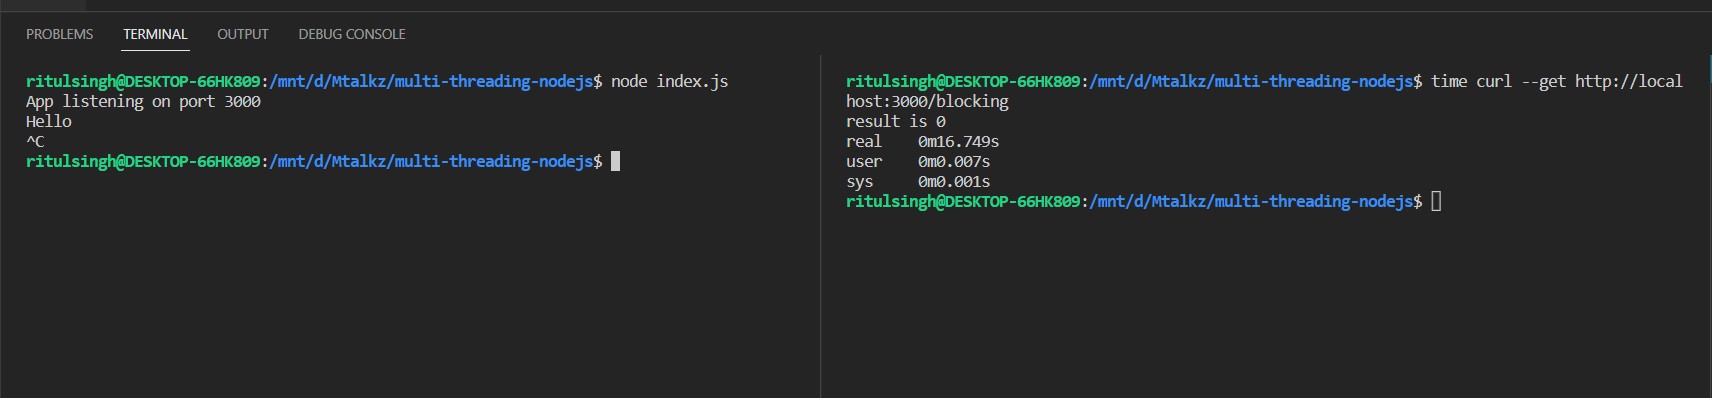 PROBLEMS TERMINAL OUTPUT DEBUG CONSOLE
ritulsingh@DESKTOP-66HK809:/mnt/d/Mtalkz/multi-threading-nodejs$ node index.js
App listening on port 3000
Hello
^C
ritulsingh@DESKTOP-66HK809:/mnt/d/Mtalkz/multi-threading-nodejs$
ritulsingh@DESKTOP-66HK809:/mnt/d/Mtalkz/multi-threading-nodejs$ time curl --get http://local
host:3000/blocking
result is 0
real 0m16.749s
user 0m0.007s
sys 0m0.001s
ritulsingh@DESKTOP-66HK809:/mnt/d/Mtalkz/multi-threading-nodejs$